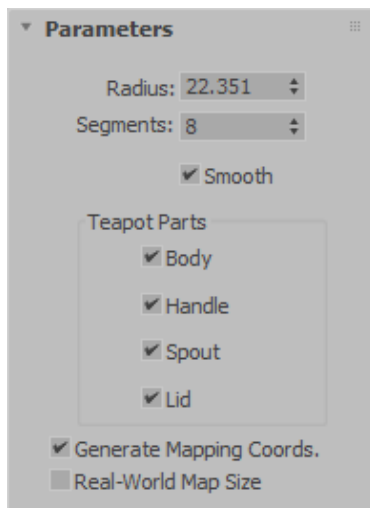 Parameters
Radius: 22.351
Segments: 8
Smooth
Teapot Parts
Body
Handle
Spout
Lid
Generate Mapping Coords.
Real-World Map Size